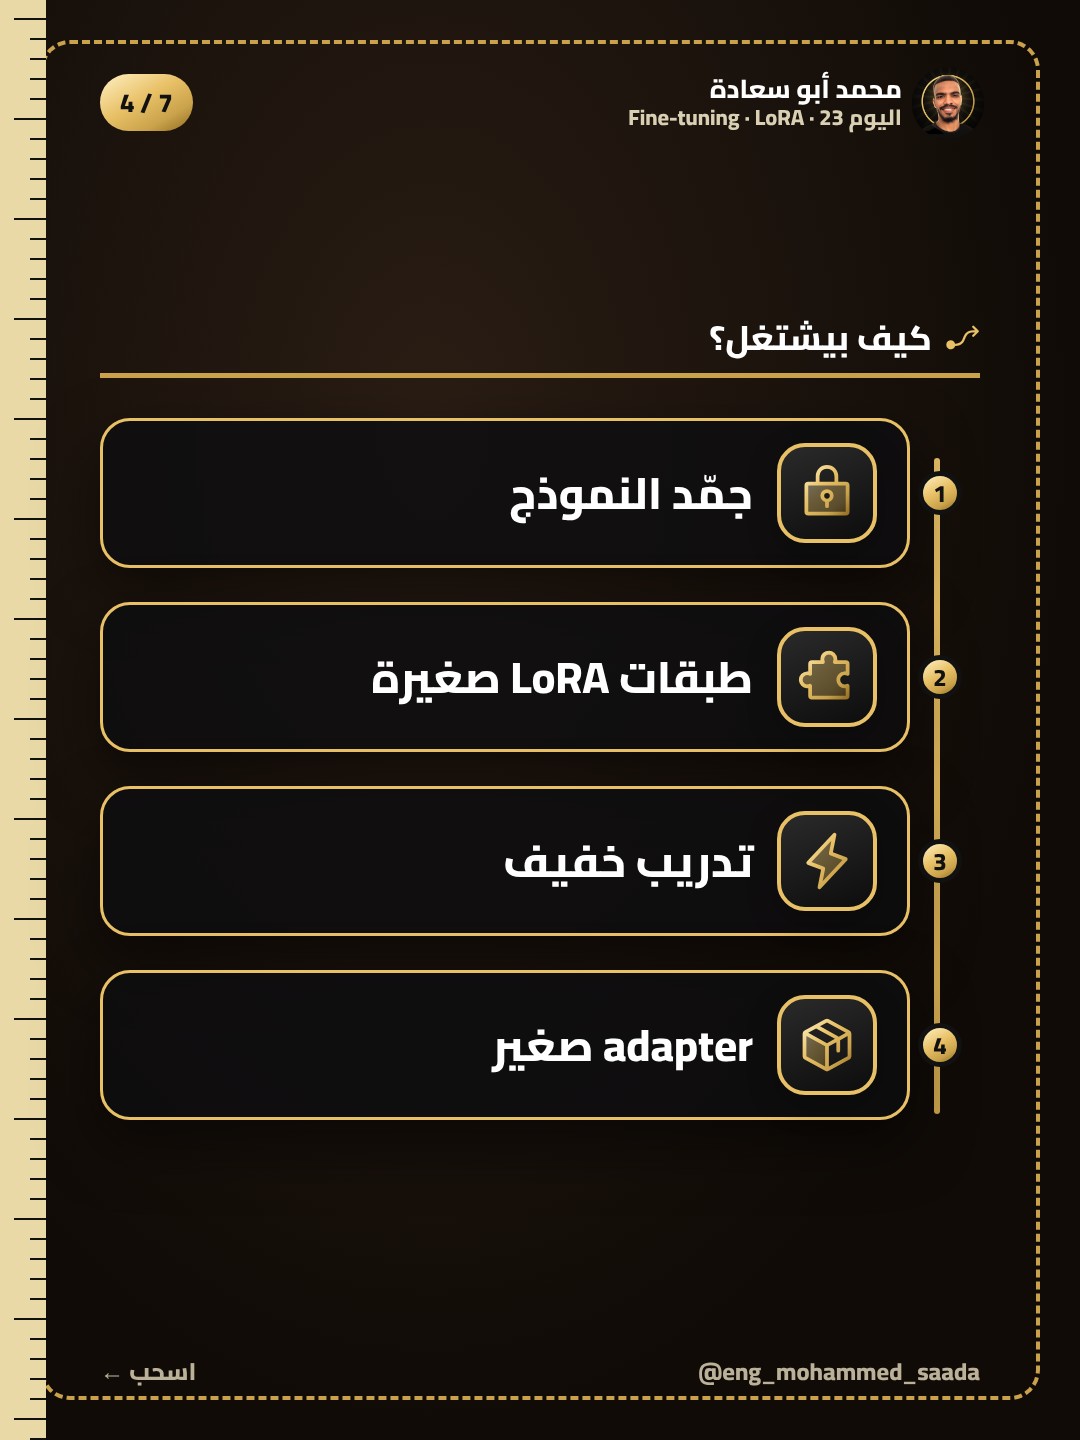 محمد أبو سعادة
اليوم 23 · Fine-tuning · LoRA
4 / 7
كيف بيشتغل؟
1
جمّد النموذج
2
طبقات LoRA صغيرة
3
تدريب خفيف
4
adapter صغير
@eng_mohammed_saada
اسحب ←